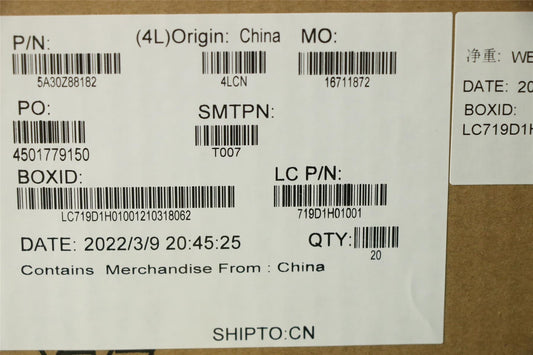 P/N: (4L)Origin: China MO:
5A30Z88182 4LCN 16711872
PO: SMTPN:
4501779150 T007
BOXID: LC P/N:
LC719D1H01001210318062 719D1H01001
DATE: 2022/3/9 20:45:25 QTY:
20
Contains Merchandise From : China
SHIPTO:CN
净重: WE
DATE: 20
BOXID:
LC719D1H